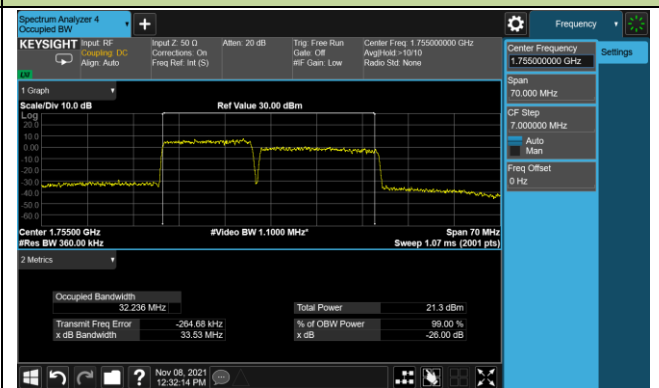 Spectrum Analyzer 4
Occupied BW
Frequency
KEYSIGHT
Input: RF
Coupling: DC
Align: Auto
Input Z: 50 Ω
Corrections: On
Freq Ref: Int (S)
Atten: 20 dB
Trig: Free Run
Gate: Off
#IF Gain: Low
Center Freq: 1.755000000 GHz
Avg|Hold:>10/10
Radio Std: None
Center Frequency
1.755000000 GHz
Settings
Span
70.000 MHz
CF Step
7.000000 MHz
Auto
Man
Freq Offset
0 Hz
1 Graph
Scale/Div 10.0 dB
Ref Value 30.00 dBm
Log
20.0
10.0
0.00
-10.0
-20.0
-30.0
-40.0
-50.0
-60.0
Center 1.75500 GHz
#Video BW 1.1000 MHz*
Span 70 MHz
#Res BW 360.00 kHz
Sweep 1.07 ms (2001 pts)
2 Metrics
Occupied Bandwidth
32.236 MHz
Total Power
21.3 dBm
Transmit Freq Error
-264.68 kHz
% of OBW Power
99.00 %
x dB Bandwidth
33.53 MHz
x dB
-26.00 dB
Nov 08, 2021
12:32:14 PM